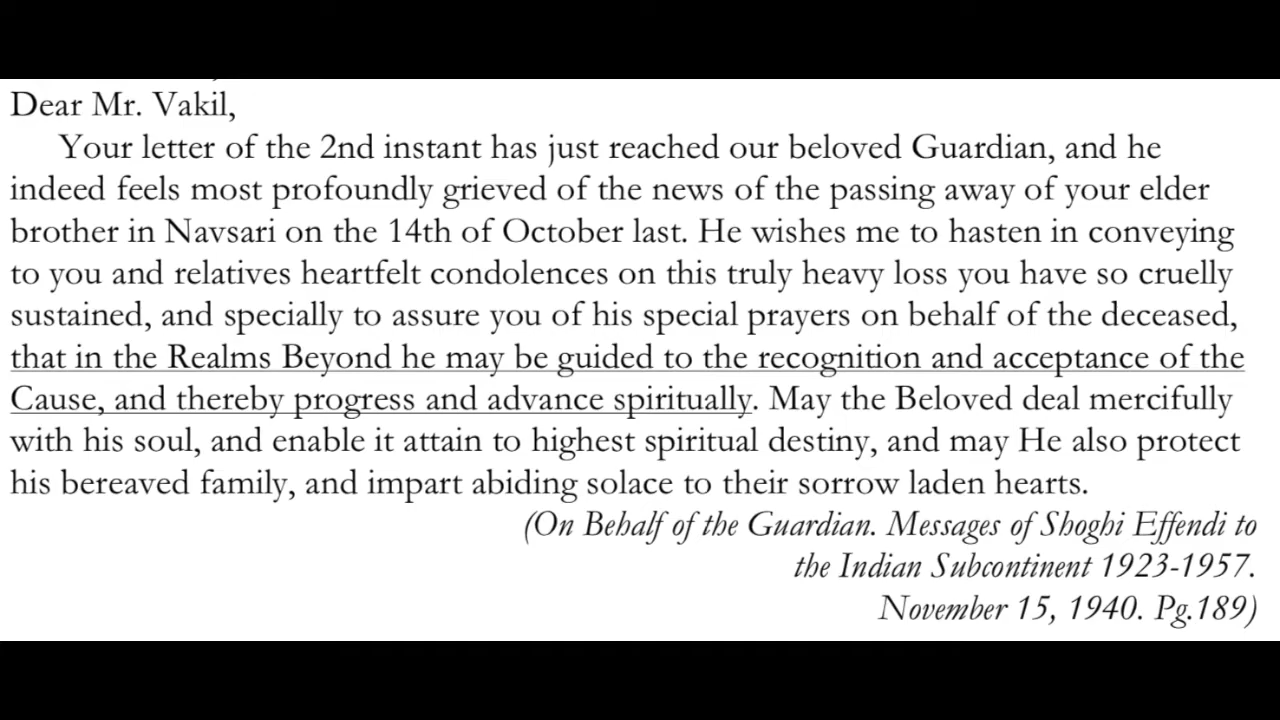 Dear Mr. Vakil,
Your letter of the 2nd instant has just reached our beloved Guardian, and he
indeed feels most profoundly grieved of the news of the passing away of your elder
brother in Navsari on the 14th of October last. He wishes me to hasten in conveying
to you and relatives heartfelt condolences on this truly heavy loss you have so cruelly
sustained, and specially to assure you of his special prayers on behalf of the deceased,
that in the Realms Beyond he may be guided to the recognition and acceptance of the
Cause, and thereby progress and advance spiritually. May the Beloved deal mercifully
with his soul, and enable it attain to highest spiritual destiny, and may He also protect
his bereaved family, and impart abiding solace to their sorrow laden hearts.
(On Behalf of the Guardian. Messages of Shoghi Effendi to
the Indian Subcontinent 1923-1957.
November 15, 1940. Pg.189)